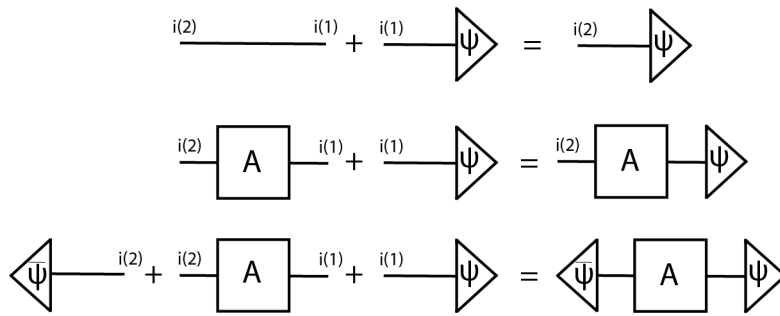 i(2) i(1) + i(1) ψ = i(2) ψ
i(2) A i(1) + i(1) ψ = i(2) A ψ
ψ̅ i(2) + i(2) A i(1) + i(1) ψ = ψ̅ A ψ